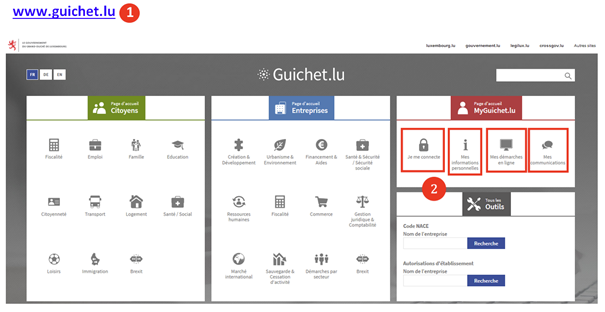 www.guichet.lu 1
LE GOUVERNEMENT
DU GRAND-DUCHÉ DE LUXEMBOURG
luxembourg.lu gouvernement.lu legilux.lu crossgov.lu Autres sites
FR DE EN
Guichet.lu
Page d'accueil
Citoyens
Page d'accueil
Entreprises
Page d'accueil
MyGuichet.lu
Fiscalité Emploi Famille Education
Création &
Développement
Urbanisme &
Environnement
Financement &
Aides
Santé & Sécurité
/ Sécurité
sociale
Je me connecte
Mes
informations
personnelles
Mes démarches
en ligne
Mes
communications
2
Citoyenneté Transport Logement Santé / Social
Ressources
humaines
Fiscalité
Commerce
Gestion
juridique &
Comptabilité
Tous les
Outils
Code NACE
Nom de l'entreprise
Recherche
Loisirs Immigration Brexit
Marché
international
Sauvegarde &
Cessation
d'activité
Démarches par
secteur
Brexit
Autorisations d'établissement
Nom de l'entreprise
Recherche